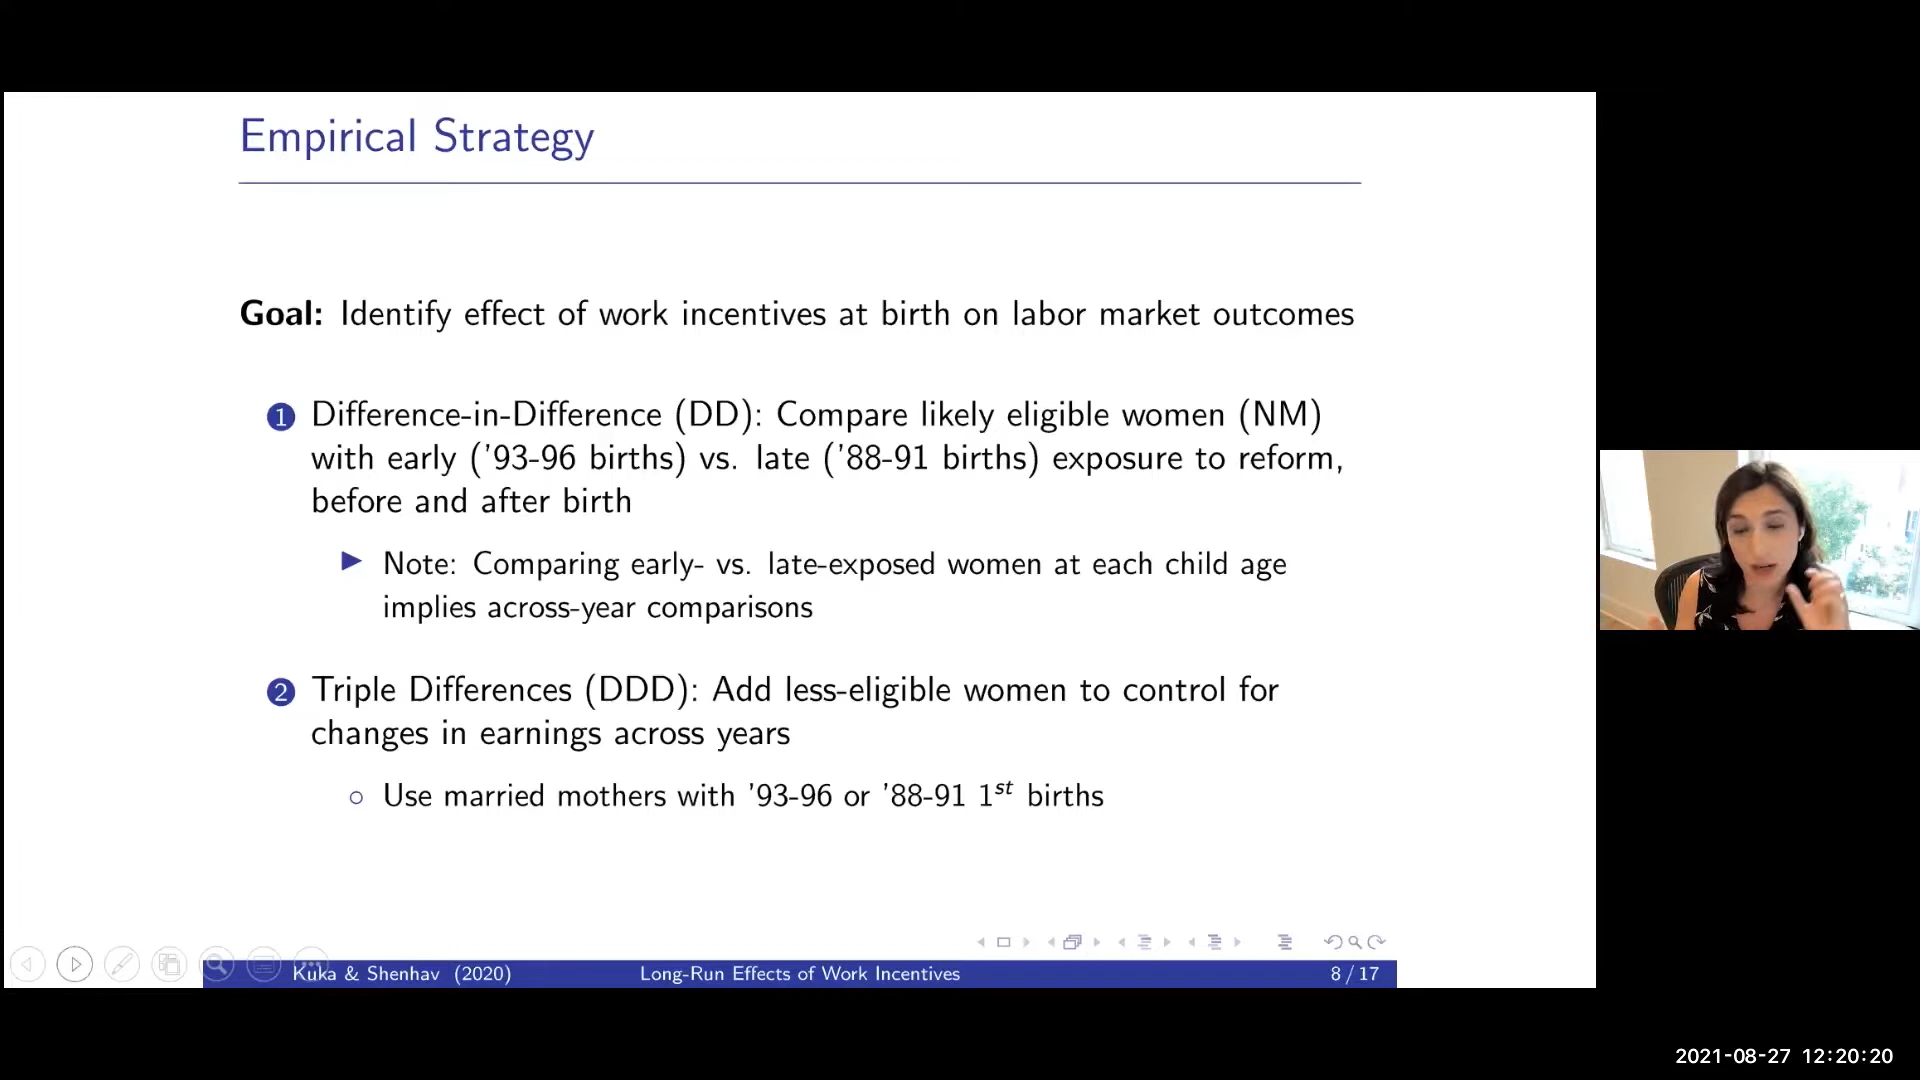 Empirical Strategy
Goal: Identify effect of work incentives at birth on labor market outcomes
1 Difference-in-Difference (DD): Compare likely eligible women (NM)
with early ('93-96 births) vs. late ('88-91 births) exposure to reform,
before and after birth
Note: Comparing early- vs. late-exposed women at each child age
implies across-year comparisons
2 Triple Differences (DDD): Add less-eligible women to control for
changes in earnings across years
Use married mothers with '93-96 or '88-91 1st births
Kuka & Shenhav (2020) Long-Run Effects of Work Incentives 8 / 17
2021-08-27 12:20:20